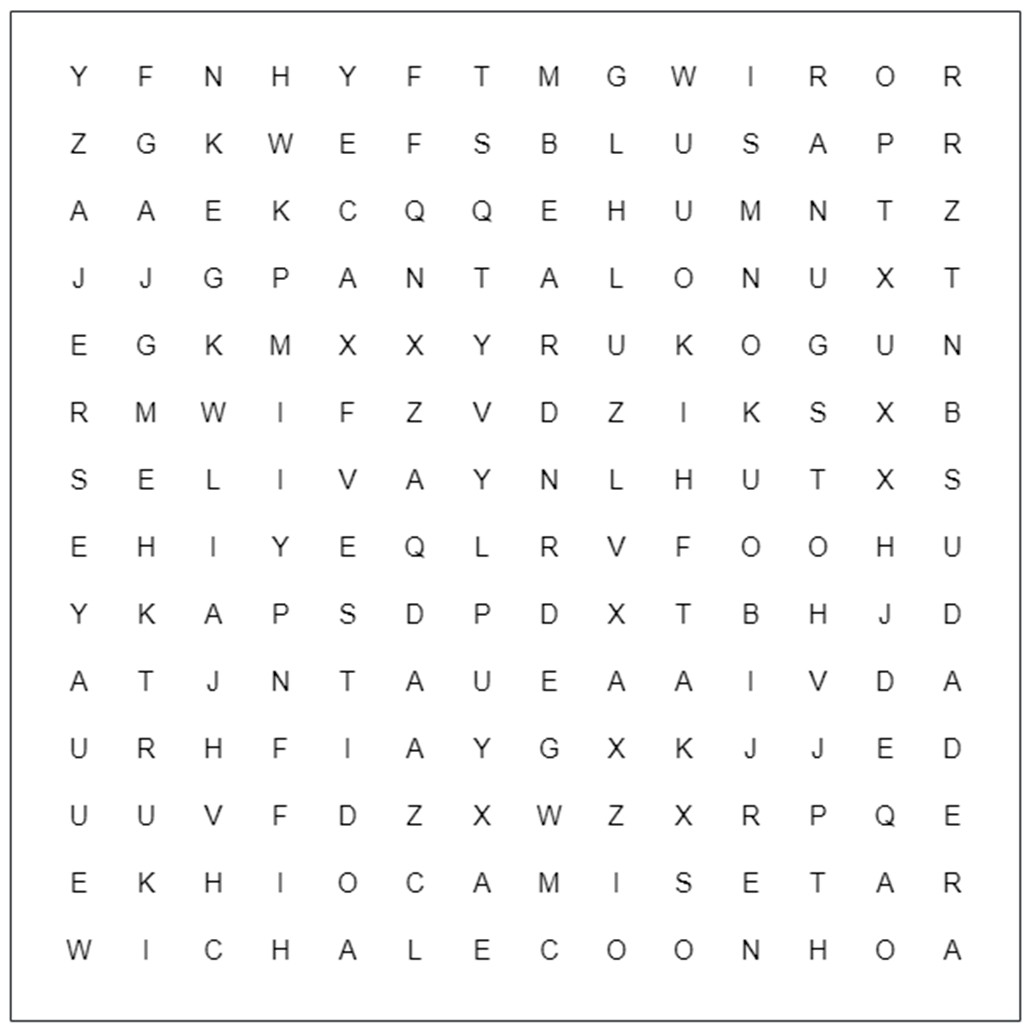 Y F N H Y F T M G W I R O R
Z G K W E F S B L U S A P R
A A E K C Q Q E H U M N T Z
J J G P A N T A L O N U X T
E G K M X X Y R U K O G U N
R M W I F Z V D Z I K S X B
S E L I V A Y N L H U T X S
E H I Y E Q L R V F O O H U
Y K A P S D P D X T B H J D
A T J N T A U E A A I V D A
U R H F I A Y G X K J J E D
U U V F D Z X W Z X R P Q E
E K H I O C A M I S E T A R
W I C H A L E C O O N H O A